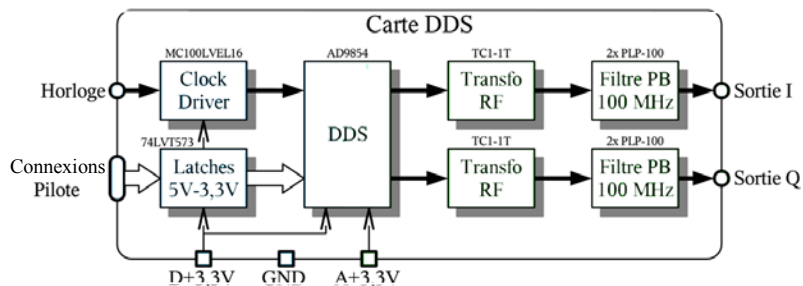 Carte DDS
MC100LVEL16
AD9854
TC1-1T
2x PLP-100
Horloge
Clock
Driver
DDS
Transfo
RF
Filtre PB
100 MHz
Sortie I
74LVT573
TC1-1T
2x PLP-100
Connexions
Pilote
Latches
5V-3,3V
Transfo
RF
Filtre PB
100 MHz
Sortie Q
D+3.3V
GND
A+3.3V